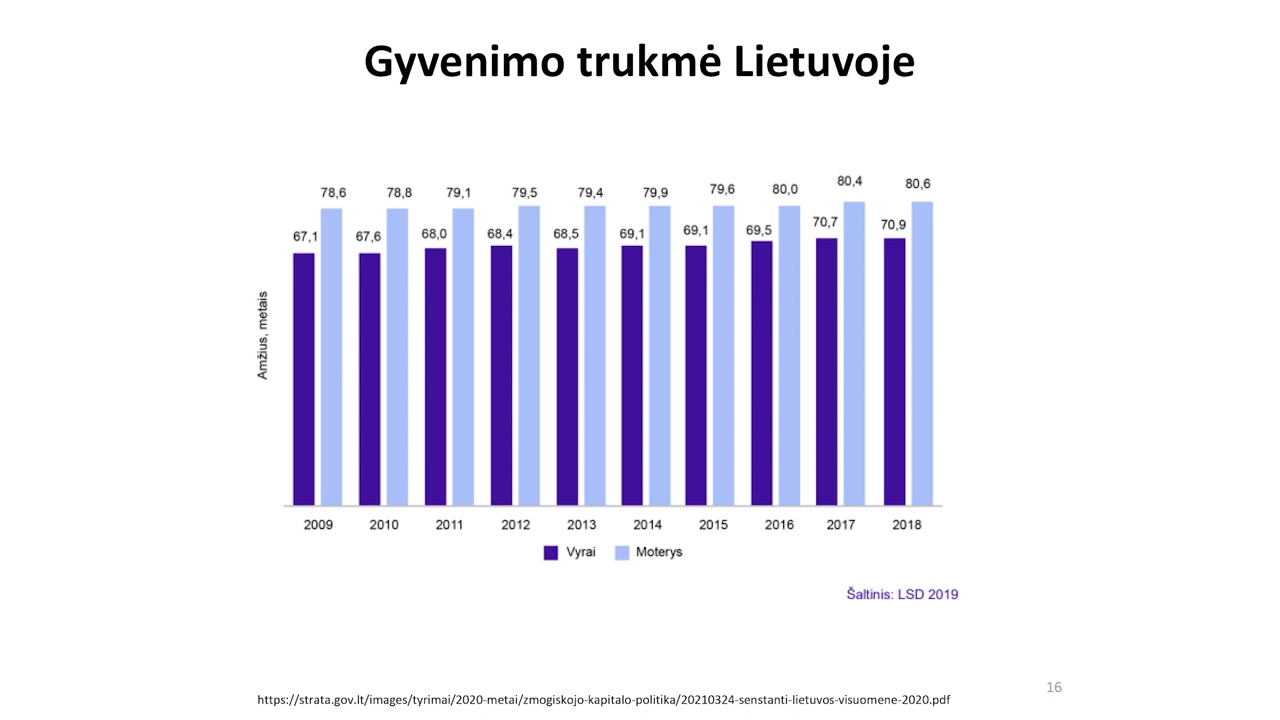 Gyvenimo trukmė Lietuvoje
78,6 78,8 79,1 79,5 79,4 79,9 79,6 80,0 80,4 80,6
67,1 67,6 68,0 68,4 68,5 69,1 69,1 69,5 70,7 70,9
Amžius, metais
2009 2010 2011 2012 2013 2014 2015 2016 2017 2018
Vyrai Moterys
Šaltinis: LSD 2019
16
https://strata.gov.lt/images/tyrimai/2020-metai/zmogiskojo-kapitalo-politika/20210324-senstanti-lietuvos-visuomene-2020.pdf